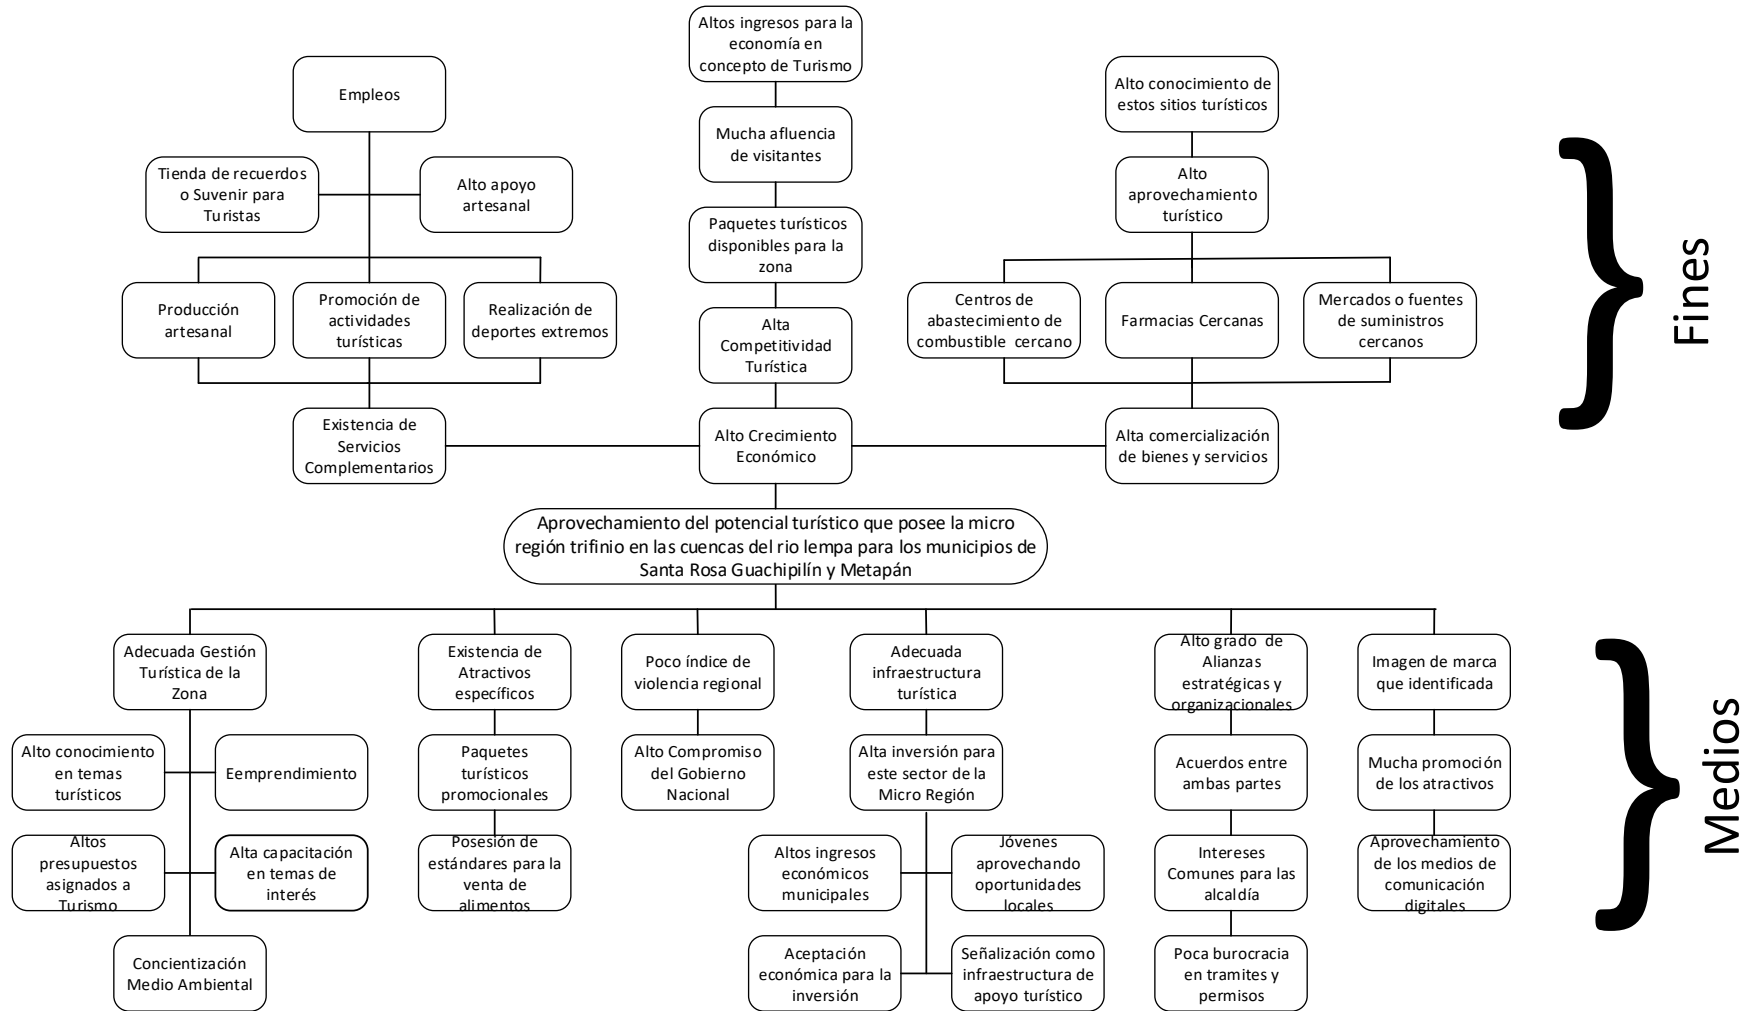 Altos ingresos para la
economía en
concepto de Turismo
Empleos
Alto conocimiento de
estos sitios turísticos
Mucha afluencia
de visitantes
Tienda de recuerdos
o Suvenir para
Turistas
Alto apoyo
artesanal
Alto
aprovechamiento
turístico
Paquetes turísticos
disponibles para la
zona
Producción
artesanal
Promoción de
actividades
turísticas
Realización de
deportes extremos
Alta
Competitividad
Turística
Centros de
abastecimiento de
combustible cercano
Farmacias Cercanas
Mercados o fuentes
de suministros
cercanos
Fines
Existencia de
Servicios
Complementarios
Alto Crecimiento
Económico
Alta comercialización
de bienes y servicios
Aprovechamiento del potencial turístico que posee la micro
región trifinio en las cuencas del rio lempa para los municipios de
Santa Rosa Guachipilín y Metapán
Adecuada Gestión
Turística de la
Zona
Existencia de
Atractivos
específicos
Poco índice de
violencia regional
Adecuada
infraestructura
turística
Alto grado de
Alianzas
estratégicas y
organizacionales
Imagen de marca
que identificada
Alto conocimiento
en temas
turísticos
Eemprendimiento
Paquetes
turísticos
promocionales
Alto Compromiso
del Gobierno
Nacional
Alta inversión para
este sector de la
Micro Región
Acuerdos entre
ambas partes
Mucha promoción
de los atractivos
Medios
Altos
presupuestos
asignados a
Turismo
Alta capacitación
en temas de
interés
Posesión de
estándares para la
venta de
alimentos
Altos ingresos
económicos
municipales
Jóvenes
aprovechando
oportunidades
locales
Intereses
Comunes para las
alcaldía
Aprovechamiento
de los medios de
comunicación
digitales
Concientización
Medio Ambiental
Aceptación
económica para la
inversión
Señalización como
infraestructura de
apoyo turístico
Poca burocracia
en tramites y
permisos